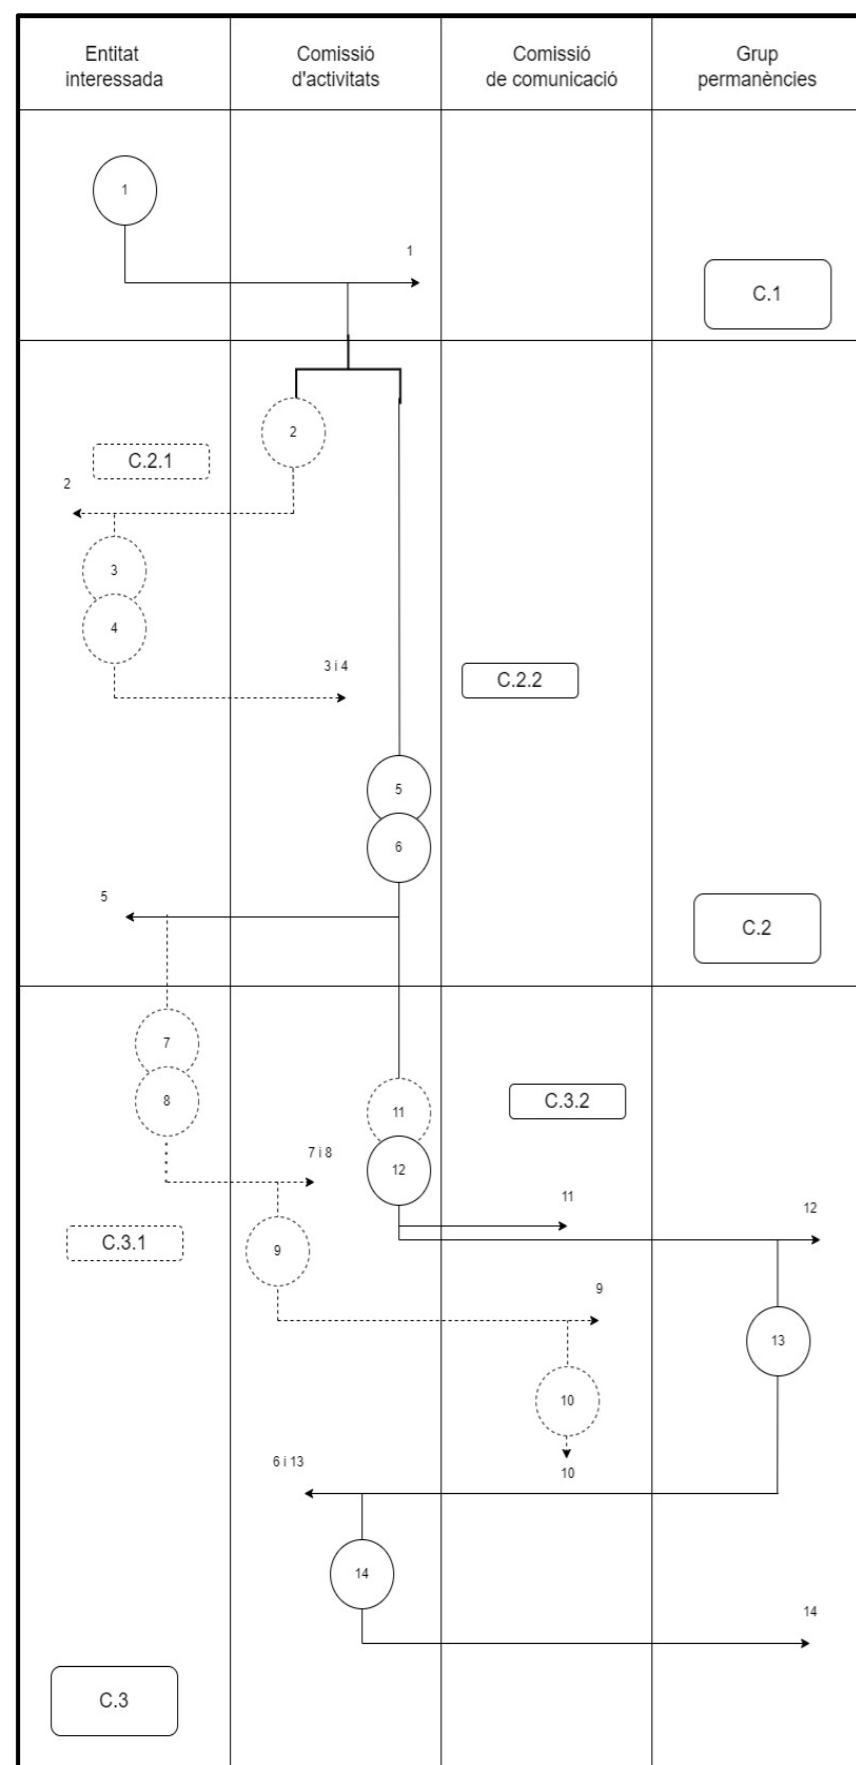 Entitat
interessada
Comissió
d'activitats
Comissió
de comunicació
Grup
permanències
1
1
C.1
2
C.2.1
2
3
4
3 i 4
C.2.2
5
6
5
C.2
7
8
11
C.3.2
7 i 8
12
11
12
C.3.1
9
9
13
10
6 i 13
10
14
14
C.3